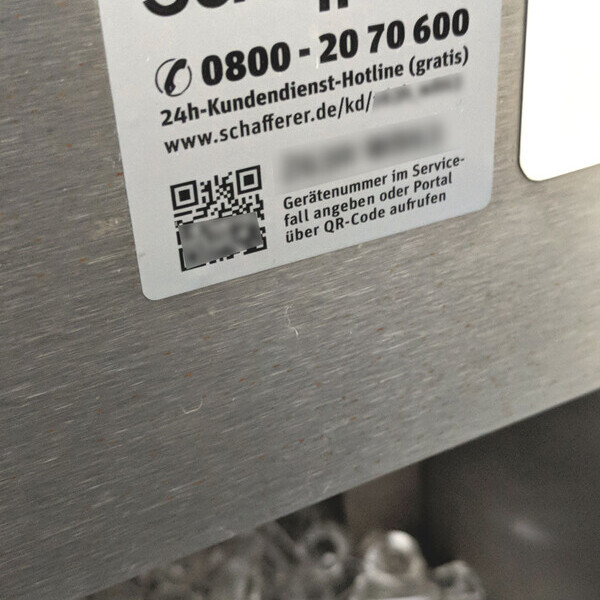 0800 - 20 70 600
24h-Kundendienst-Hotline (gratis)
www.schafferer.de/kd/
Gerätenummer im Service-
fall angeben oder Portal
über QR-Code aufrufen